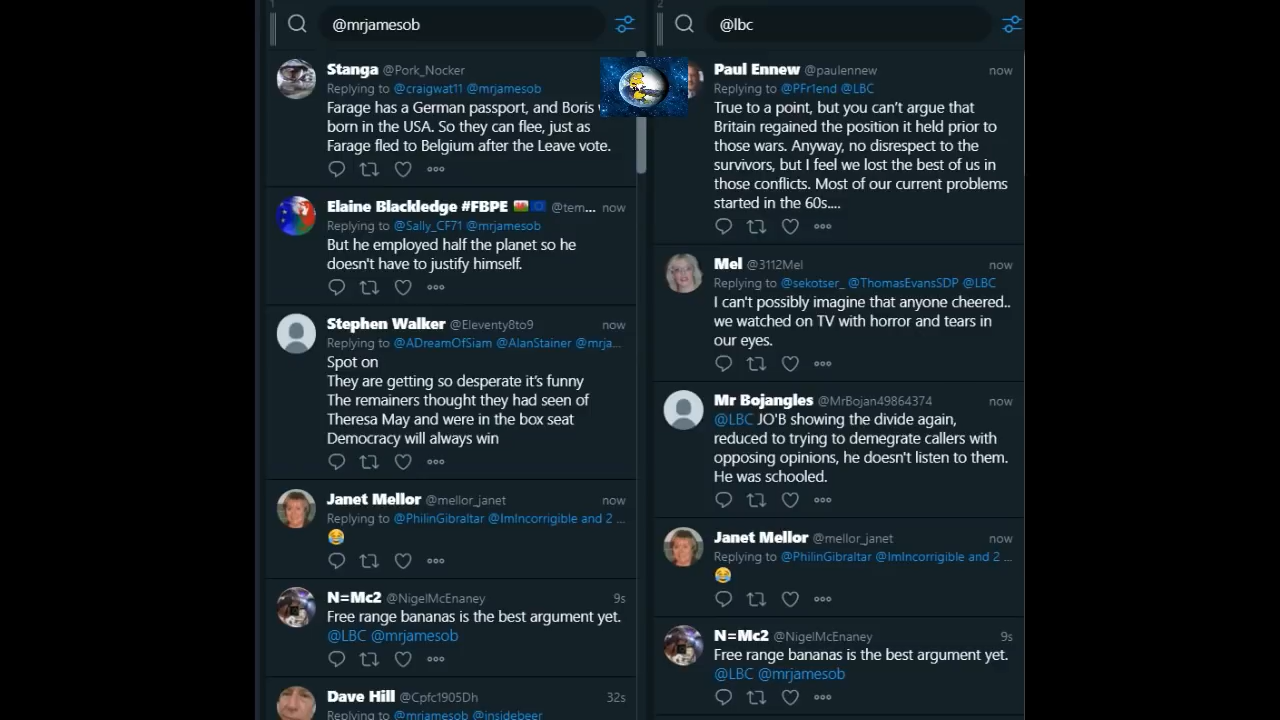 1
@mrjamesob
Stanga @Pork_Nocker
Replying to @craigwat11 @mrjamesob
Farage has a German passport, and Boris
born in the USA. So they can flee, just as
Farage fled to Belgium after the Leave vote.
Elaine Blackledge #FBPE @tem... now
Replying to @Sally_CF71 @mrjamesob
But he employed half the planet so he
doesn't have to justify himself.
Stephen Walker @Eleventy8to9 now
Replying to @ADreamOfSiam @AlanStainer @mrja...
Spot on
They are getting so desperate it's funny
The remainers thought they had seen of
Theresa May and were in the box seat
Democracy will always win
Janet Mellor @mellor_janet now
Replying to @PhilinGibraltar @ImIncorrigible and 2 ...
😂
N=Mc2 @NigelMcEnaney 9s
Free range bananas is the best argument yet.
@LBC @mrjamesob
Dave Hill @Cpfc1905Dh 32s
Replying to @mrjamesob @insidebeer
2
@lbc
Paul Ennew @paulennew now
Replying to @PFr1end @LBC
True to a point, but you can't argue that
Britain regained the position it held prior to
those wars. Anyway, no disrespect to the
survivors, but I feel we lost the best of us in
those conflicts. Most of our current problems
started in the 60s....
Mel @3112Mel now
Replying to @sekotser_ @ThomasEvansSDP @LBC
I can't possibly imagine that anyone cheered..
we watched on TV with horror and tears in
our eyes.
Mr Bojangles @MrBojan49864374 now
@LBC JO'B showing the divide again,
reduced to trying to demegrate callers with
opposing opinions, he doesn't listen to them.
He was schooled.
Janet Mellor @mellor_janet now
Replying to @PhilinGibraltar @ImIncorrigible and 2 ...
😂
N=Mc2 @NigelMcEnaney 9s
Free range bananas is the best argument yet.
@LBC @mrjamesob